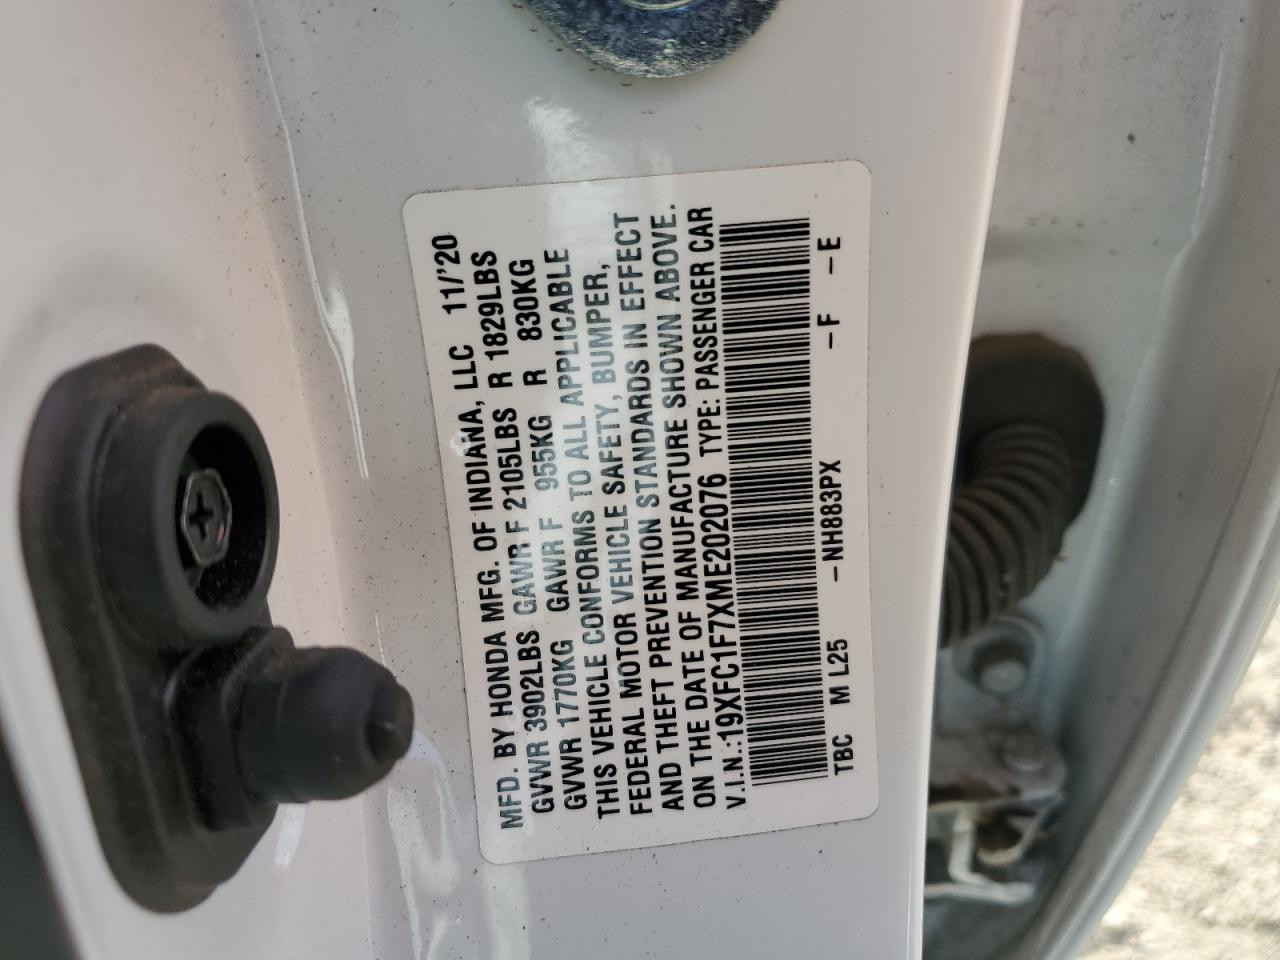 MFD. BY HONDA MFG. OF INDIANA, LLC 11/'20
GVWR 3902LBS GAWR F 2105LBS R 1829LBS
GVWR 1770KG GAWR F 955KG R 830KG
THIS VEHICLE CONFORMS TO ALL APPLICABLE
FEDERAL MOTOR VEHICLE SAFETY, BUMPER,
AND THEFT PREVENTION STANDARDS IN EFFECT
ON THE DATE OF MANUFACTURE SHOWN ABOVE.
V.I.N.:19XFC1F7XME202076 TYPE: PASSENGER CAR
TBC M L25 –NH883PX –F –E